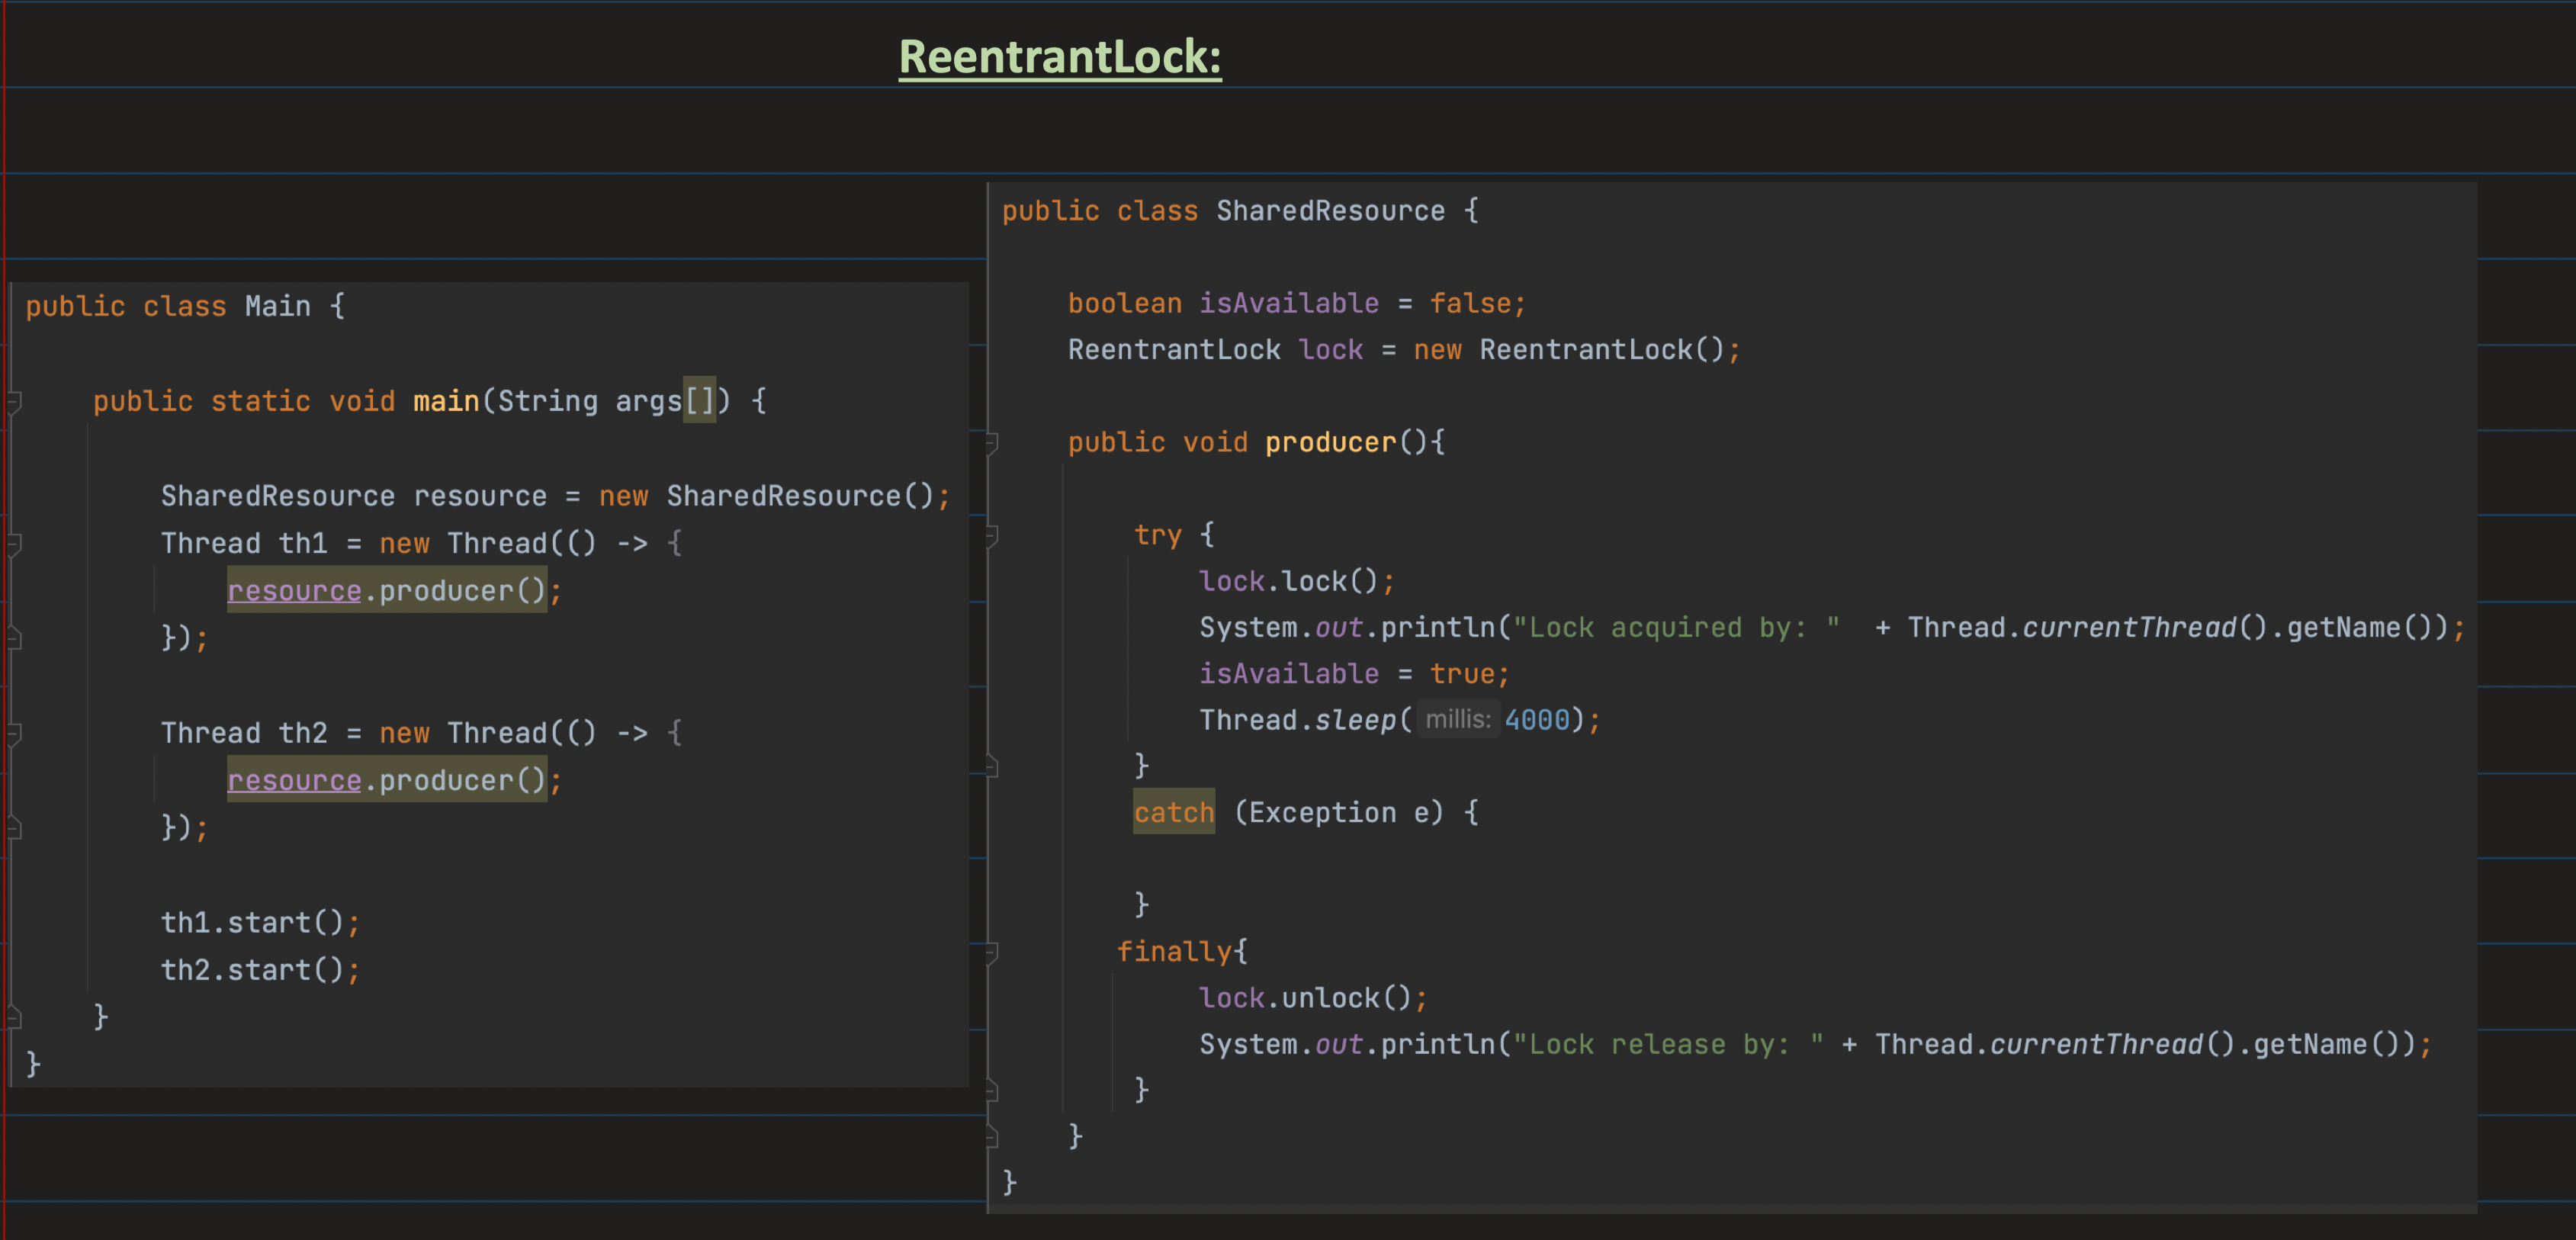 ReentrantLock:
public class Main {
public static void main(String args[]) {
SharedResource resource = new SharedResource();
Thread th1 = new Thread(() -> {
resource.producer();
});
Thread th2 = new Thread(() -> {
resource.producer();
});
th1.start();
th2.start();
}
}
public class SharedResource {
boolean isAvailable = false;
ReentrantLock lock = new ReentrantLock();
public void producer(){
try {
lock.lock();
System.out.println("Lock acquired by: " + Thread.currentThread().getName());
isAvailable = true;
Thread.sleep( millis: 4000);
}
catch (Exception e) {
}
finally{
lock.unlock();
System.out.println("Lock release by: " + Thread.currentThread().getName());
}
}
}